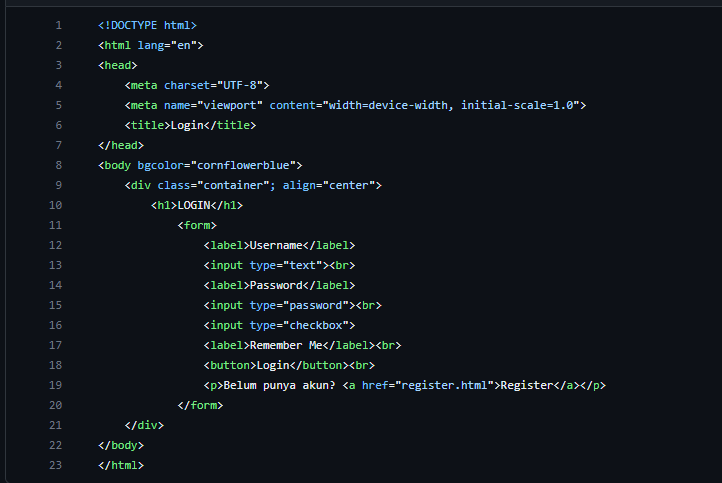 1 <!DOCTYPE html>
2 <html lang="en">
3 <head>
4 <meta charset="UTF-8">
5 <meta name="viewport" content="width=device-width, initial-scale=1.0">
6 <title>Login</title>
7 </head>
8 <body bgcolor="cornflowerblue">
9 <div class="container"; align="center">
10 <h1>LOGIN</h1>
11 <form>
12 <label>Username</label>
13 <input type="text"><br>
14 <label>Password</label>
15 <input type="password"><br>
16 <input type="checkbox">
17 <label>Remember Me</label><br>
18 <button>Login</button><br>
19 <p>Belum punya akun? <a href="register.html">Register</a></p>
20 </form>
21 </div>
22 </body>
23 </html>